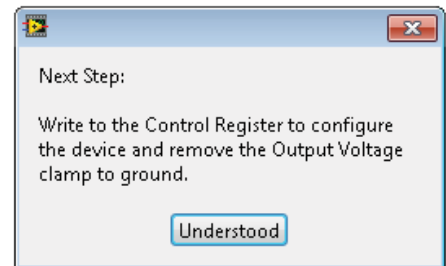 Next Step:
Write to the Control Register to configure
the device and remove the Output Voltage
clamp to ground.
Understood